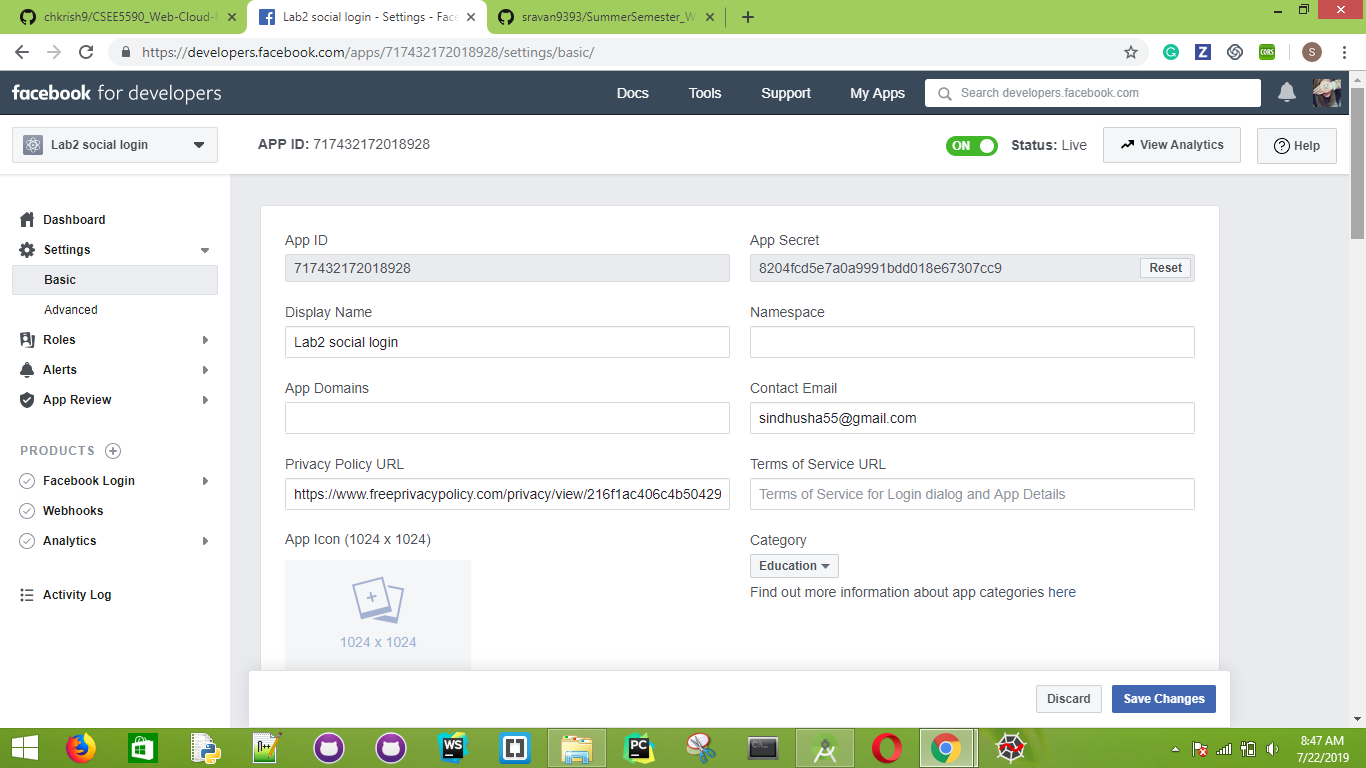 chkrish9/CSEE5590_Web-Cloud-
Lab2 social login - Settings - Face
sravan9393/SummerSemester_W
https://developers.facebook.com/apps/717432172018928/settings/basic/
CORS
S
facebook for developers
Docs
Tools
Support
My Apps
Search developers.facebook.com
Lab2 social login
APP ID: 717432172018928
ON
Status: Live
View Analytics
Help
Dashboard
Settings
Basic
Advanced
Roles
Alerts
App Review
PRODUCTS
Facebook Login
Webhooks
Analytics
Activity Log
App ID
717432172018928
App Secret
8204fcd5e7a0a9991bdd018e67307cc9
Reset
Display Name
Lab2 social login
Namespace
App Domains
Contact Email
sindhusha55@gmail.com
Privacy Policy URL
https://www.freeprivacypolicy.com/privacy/view/216f1ac406c4b50429
Terms of Service URL
Terms of Service for Login dialog and App Details
App Icon (1024 x 1024)
1024 x 1024
Category
Education
Find out more information about app categories here
Discard
Save Changes
WS
PC
8:47 AM
7/22/2019